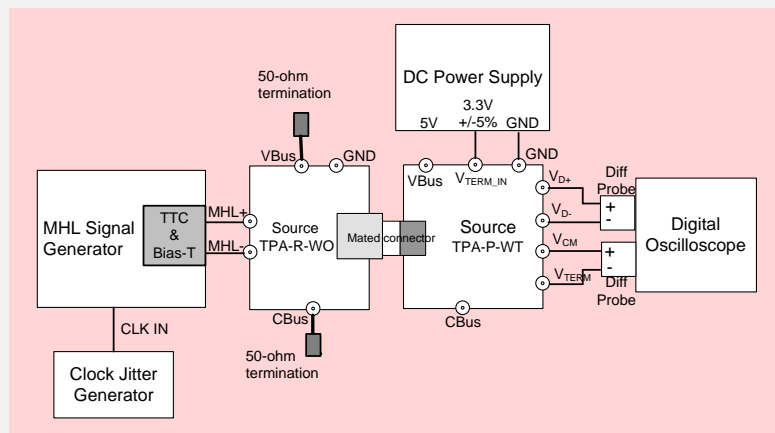 DC Power Supply
5V
3.3V
+/-5%
GND
50-ohm
termination
VBus
GND
VBus
VTERM_IN
GND
MHL Signal
Generator
TTC
&
Bias-T
MHL+
MHL-
Source
TPA-R-WO
Mated connector
Source
TPA-P-WT
VD+
VD-
VCM
VTERM
Diff
Probe
+
-
+
-
Diff
Probe
Digital
Oscilloscope
CBus
CBus
CLK IN
50-ohm
termination
Clock Jitter
Generator